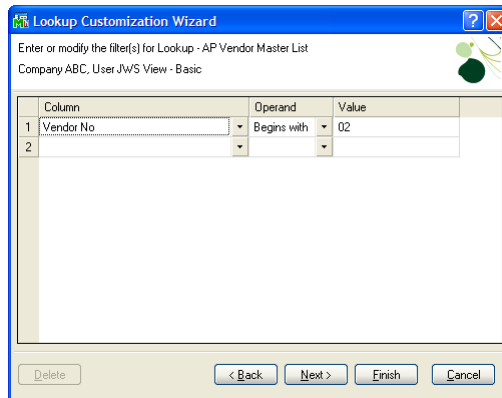 Lookup Customization Wizard
Enter or modify the filter(s) for Lookup - AP Vendor Master List
Company ABC, User JWS View - Basic
Column Operand Value
1 Vendor No Begins with 02
2
Delete < Back Next > Finish Cancel